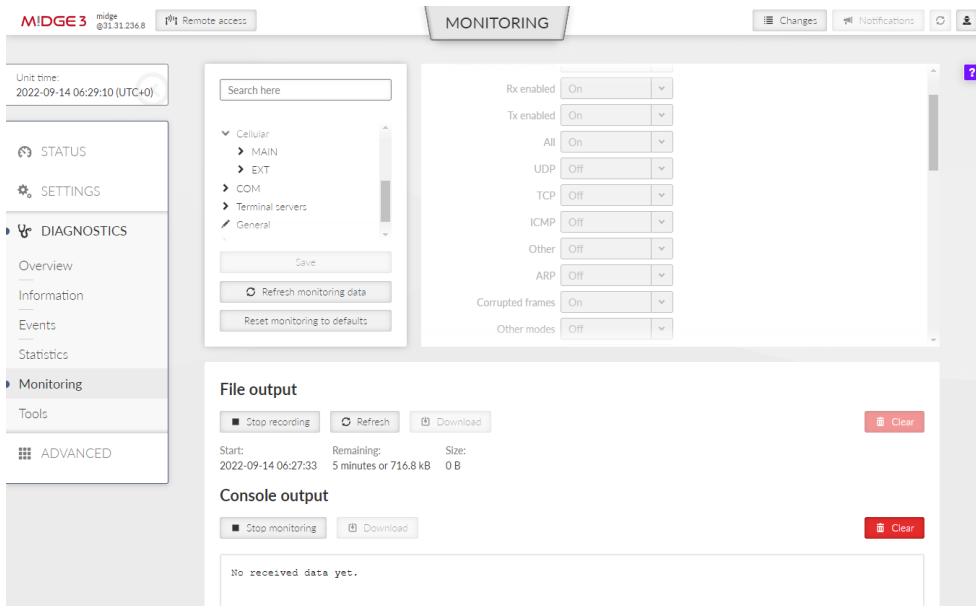 M!DGE 3
midge
@31.31.236.8
Remote access
MONITORING
Changes
Notifications
Unit time:
2022-09-14 06:29:10 (UTC+0)
STATUS
SETTINGS
DIAGNOSTICS
Overview
Information
Events
Statistics
Monitoring
Tools
ADVANCED
Search here
Cellular
MAIN
EXT
COM
Terminal servers
General
Save
Refresh monitoring data
Reset monitoring to defaults
Rx enabled On
Tx enabled On
All On
UDP Off
TCP Off
ICMP Off
Other Off
ARP Off
Corrupted frames On
Other modes Off
?
File output
Stop recording Refresh Download Clear
Start: Remaining: Size:
2022-09-14 06:27:33 5 minutes or 716.8 kB 0 B
Console output
Stop monitoring Download Clear
No received data yet.